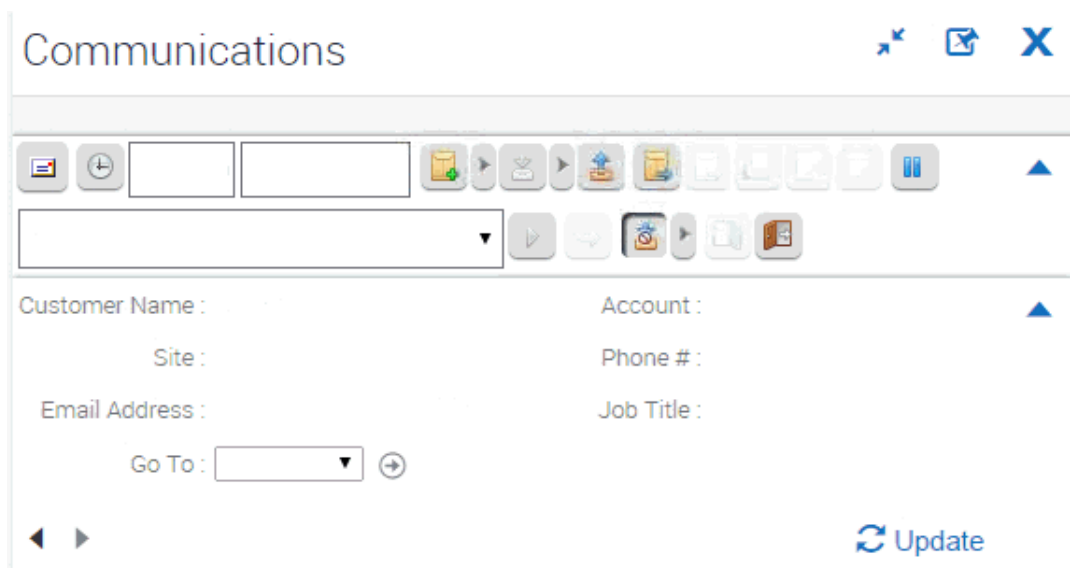 Communications
Customer Name :
Account :
Site :
Phone # :
Email Address :
Job Title :
Go To :
Update